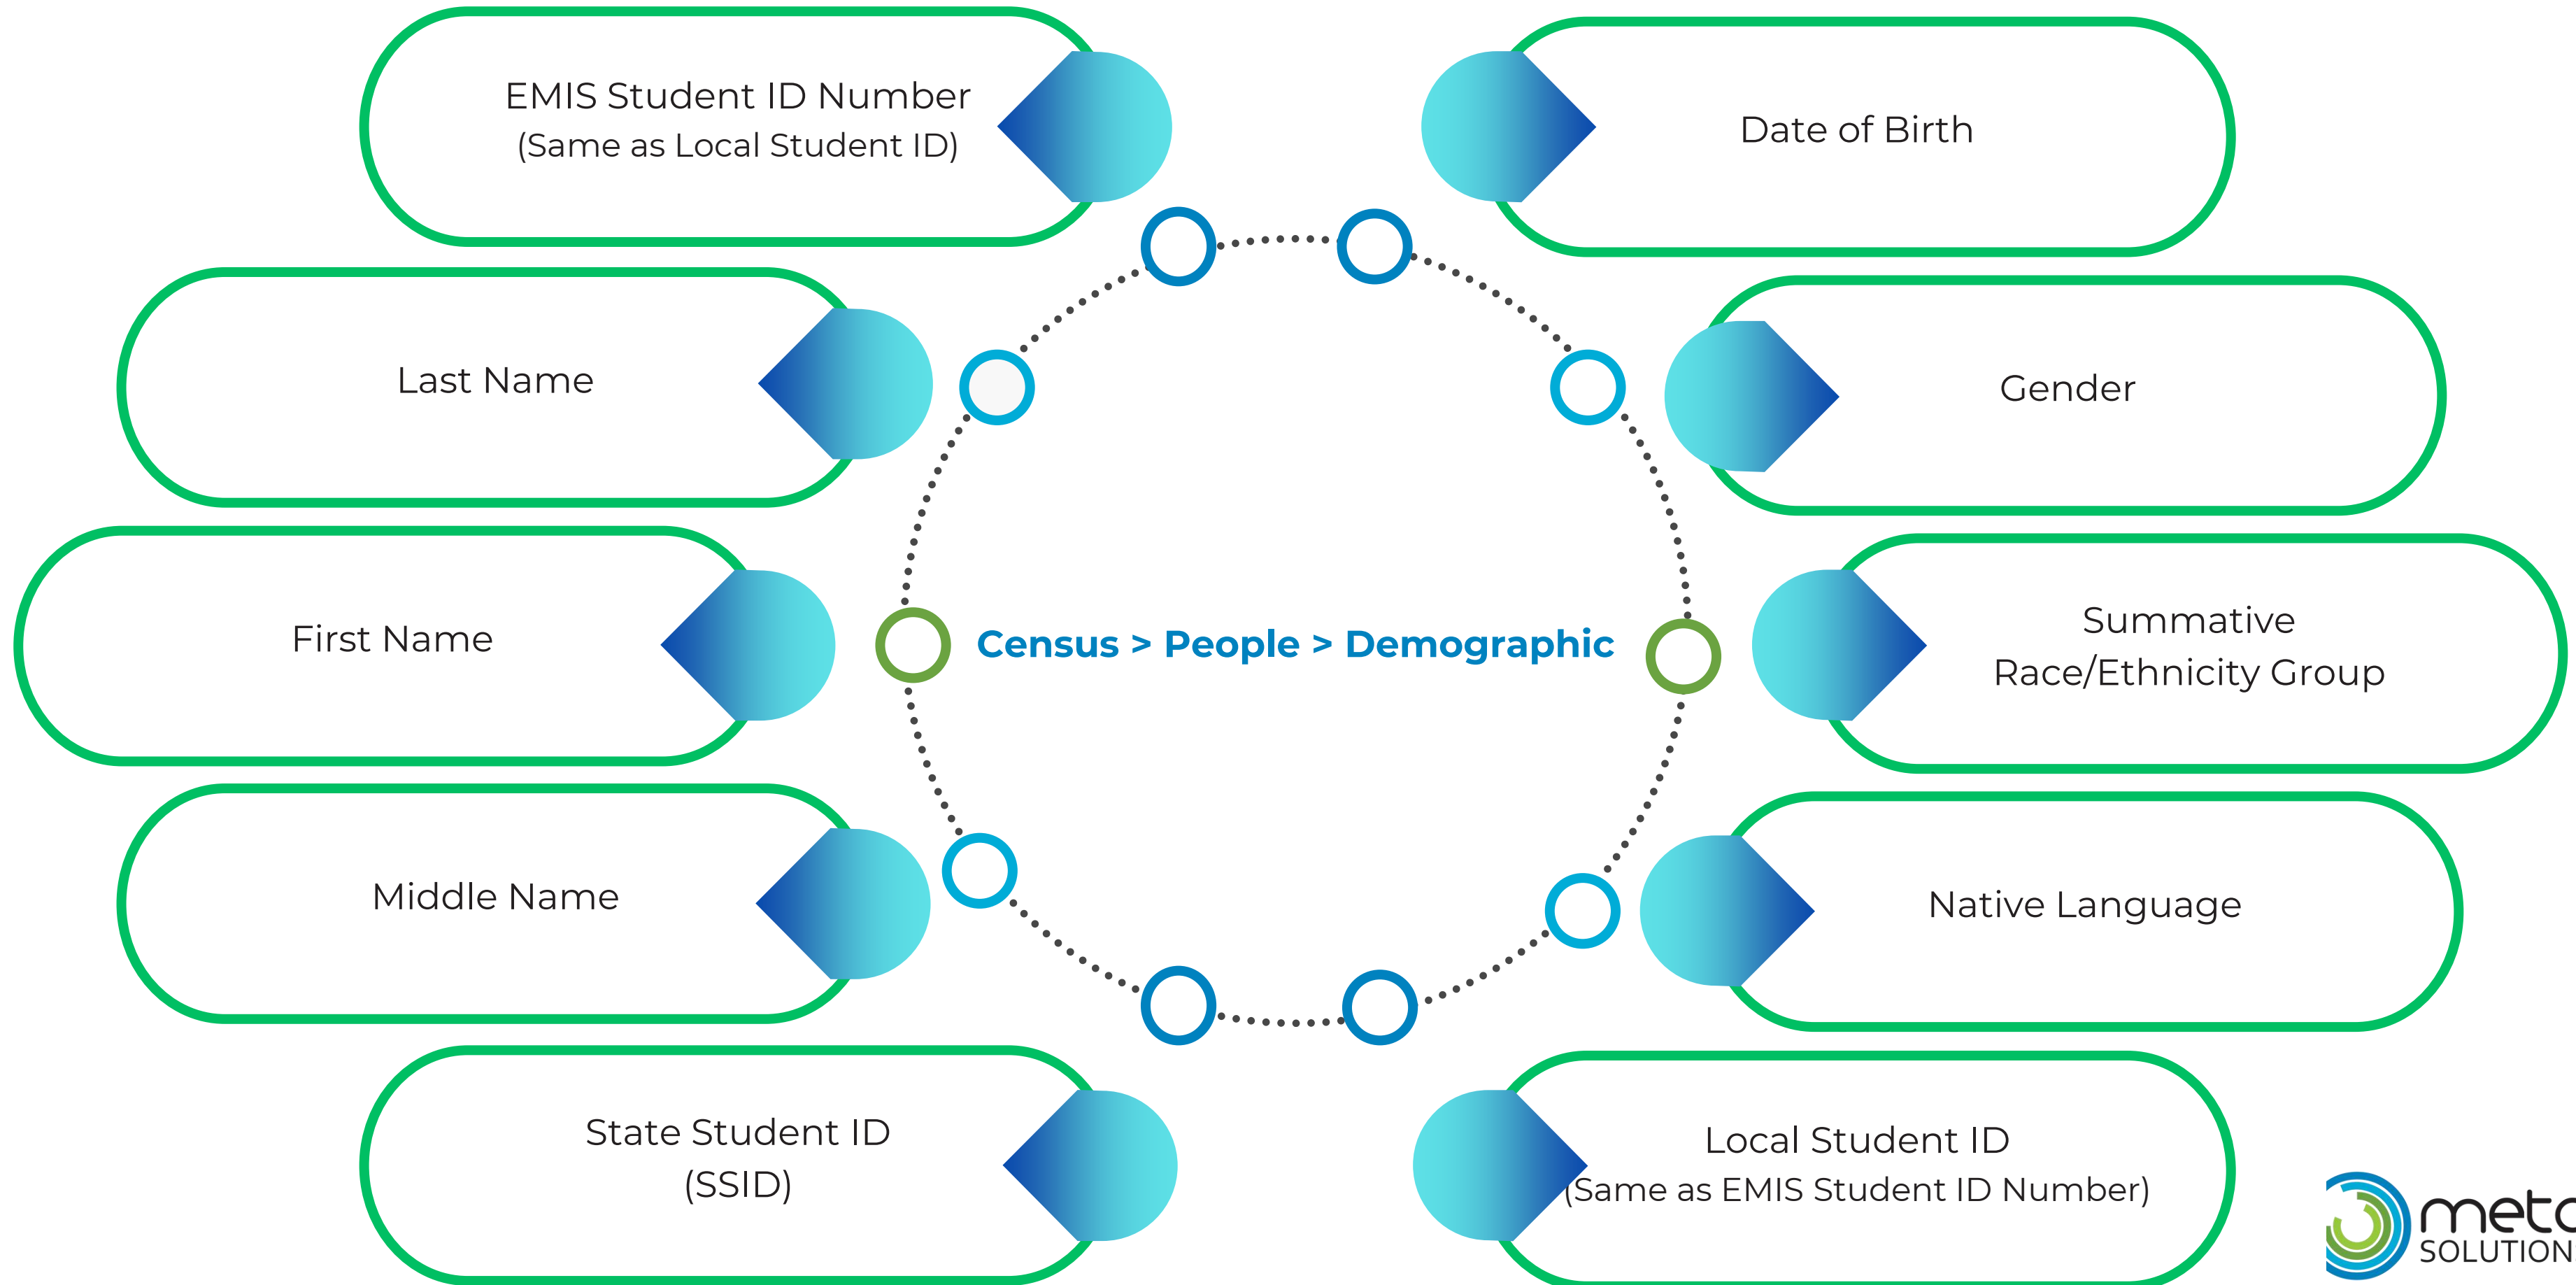 EMIS Student ID Number
(Same as Local Student ID)
Last Name
First Name
Middle Name
State Student ID
(SSID)
Census > People > Demographic
Date of Birth
Gender
Summative
Race/Ethnicity Group
Native Language
Local Student ID
(Same as EMIS Student ID Number)
meta
SOLUTION